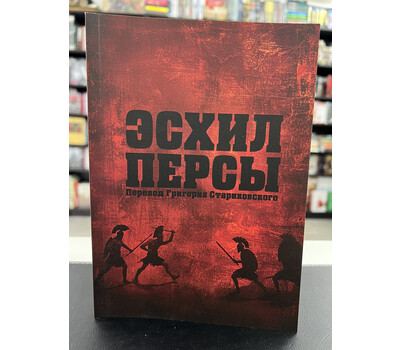 ЭСХИЛ
ПЕРСЫ
Перевод Григория Стариковского